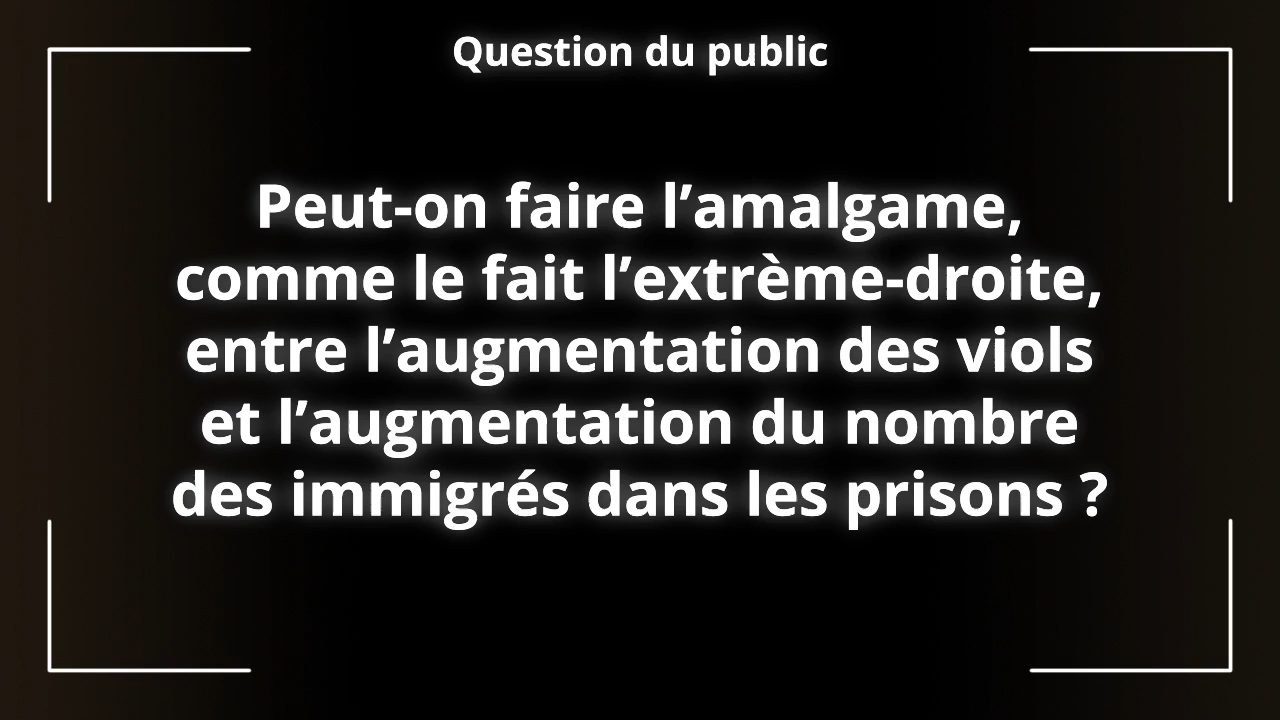 Question du public
Peut-on faire l’amalgame,
comme le fait l’extrème-droite,
entre l’augmentation des viols
et l’augmentation du nombre
des immigrés dans les prisons ?